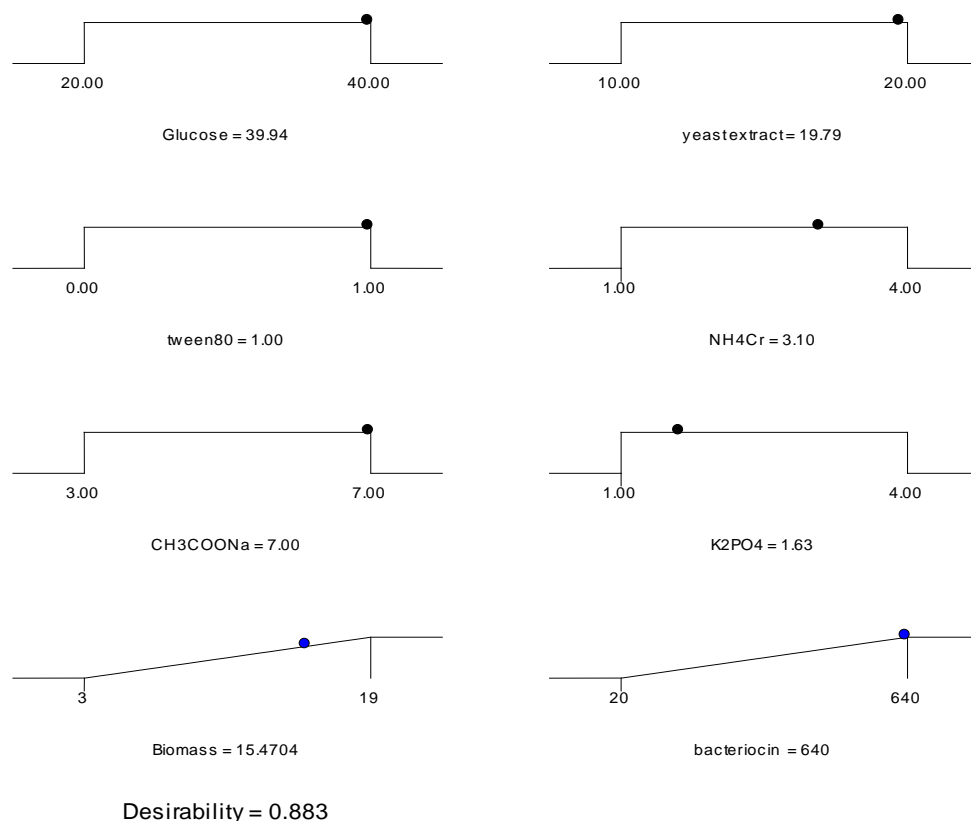 20.00 40.00 10.00 20.00
Glucose = 39.94 yeastextract= 19.79
0.00 1.00 1.00 4.00
tween80 = 1.00 NH4Cr = 3.10
3.00 7.00 1.00 4.00
CH3COONa = 7.00 K2PO4 = 1.63
3 19 20 640
Biomass = 15.4704 bacteriocin = 640
Desirability = 0.883